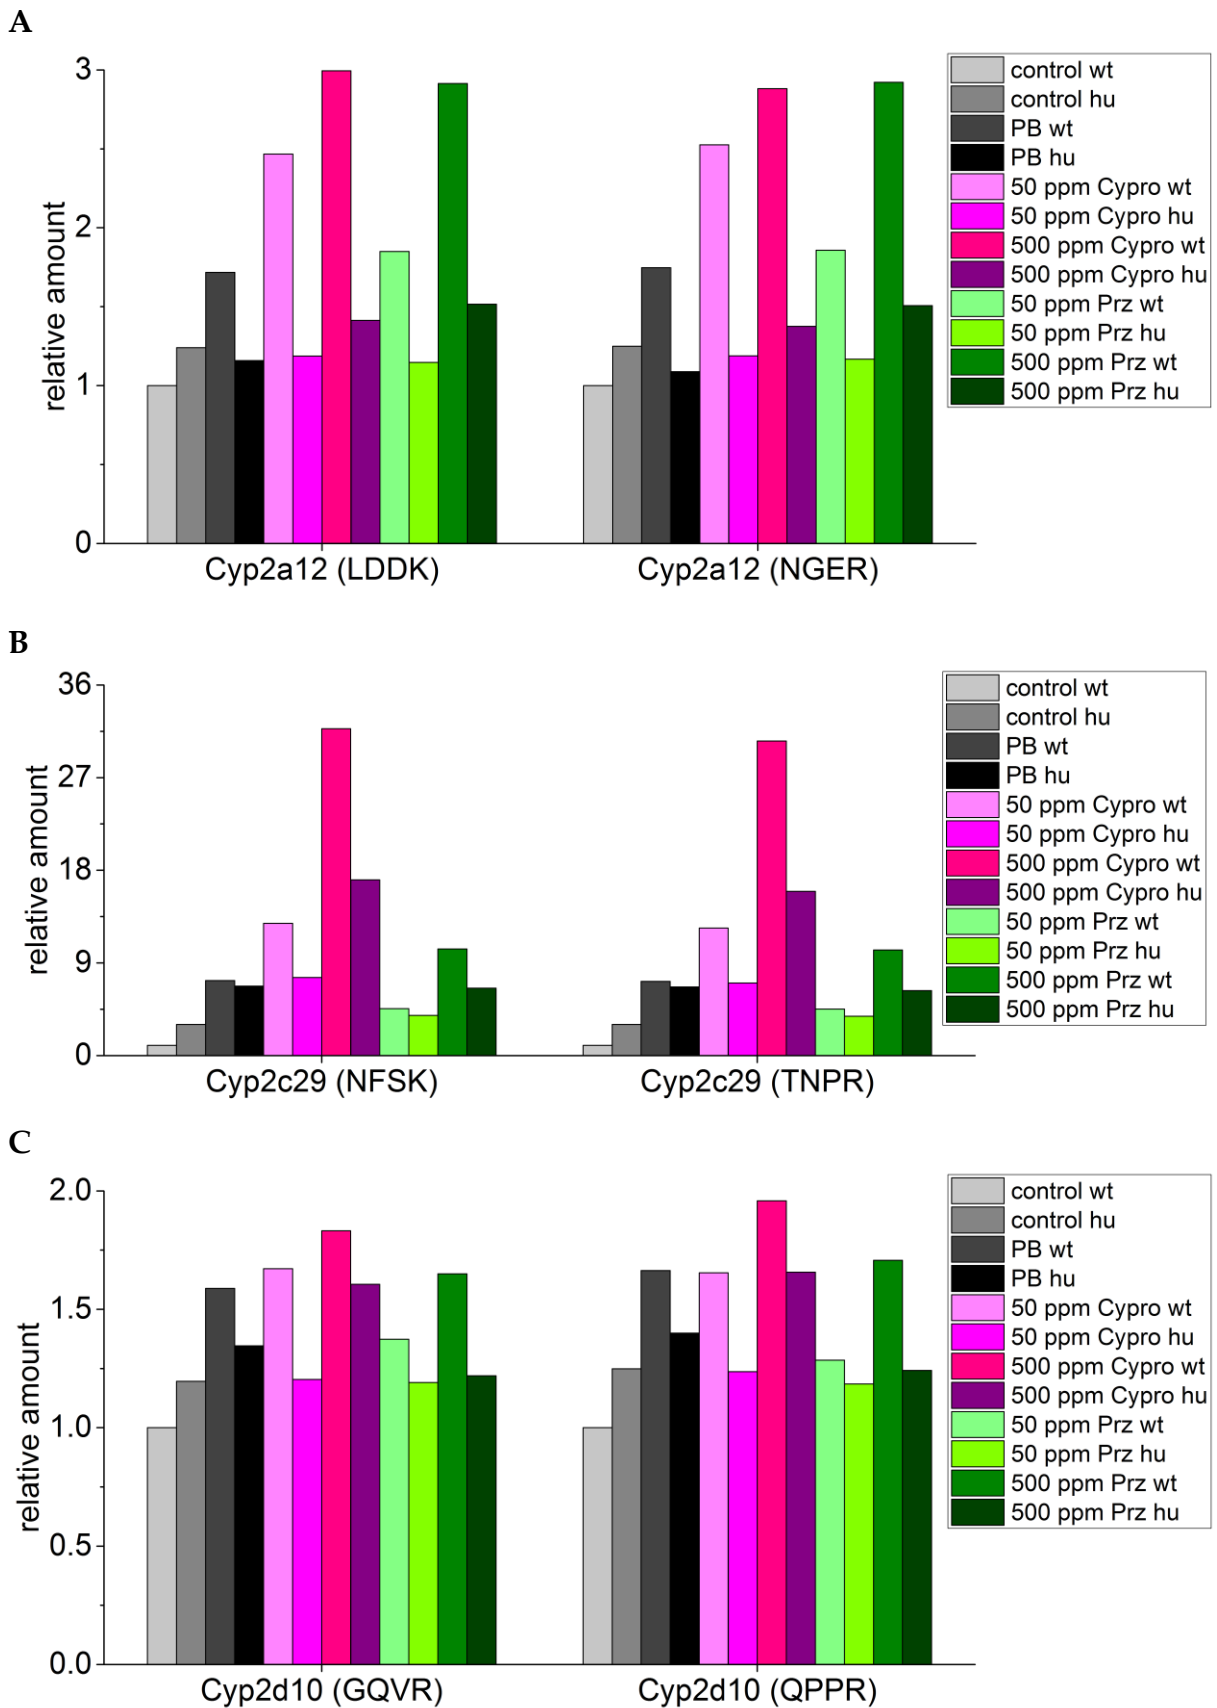 A
3
2
1
0
relative amount
Cyp2a12 (LDDK)
Cyp2a12 (NGER)
control wt
control hu
PB wt
PB hu
50 ppm Cypro wt
50 ppm Cypro hu
500 ppm Cypro wt
500 ppm Cypro hu
50 ppm Prz wt
50 ppm Prz hu
500 ppm Prz wt
500 ppm Prz hu
B
36
27
18
9
0
relative amount
Cyp2c29 (NFSK)
Cyp2c29 (TNPR)
control wt
control hu
PB wt
PB hu
50 ppm Cypro wt
50 ppm Cypro hu
500 ppm Cypro wt
500 ppm Cypro hu
50 ppm Prz wt
50 ppm Prz hu
500 ppm Prz wt
500 ppm Prz hu
C
2.0
1.5
1.0
0.5
0.0
relative amount
Cyp2d10 (GQVR)
Cyp2d10 (QPPR)
control wt
control hu
PB wt
PB hu
50 ppm Cypro wt
50 ppm Cypro hu
500 ppm Cypro wt
500 ppm Cypro hu
50 ppm Prz wt
50 ppm Prz hu
500 ppm Prz wt
500 ppm Prz hu